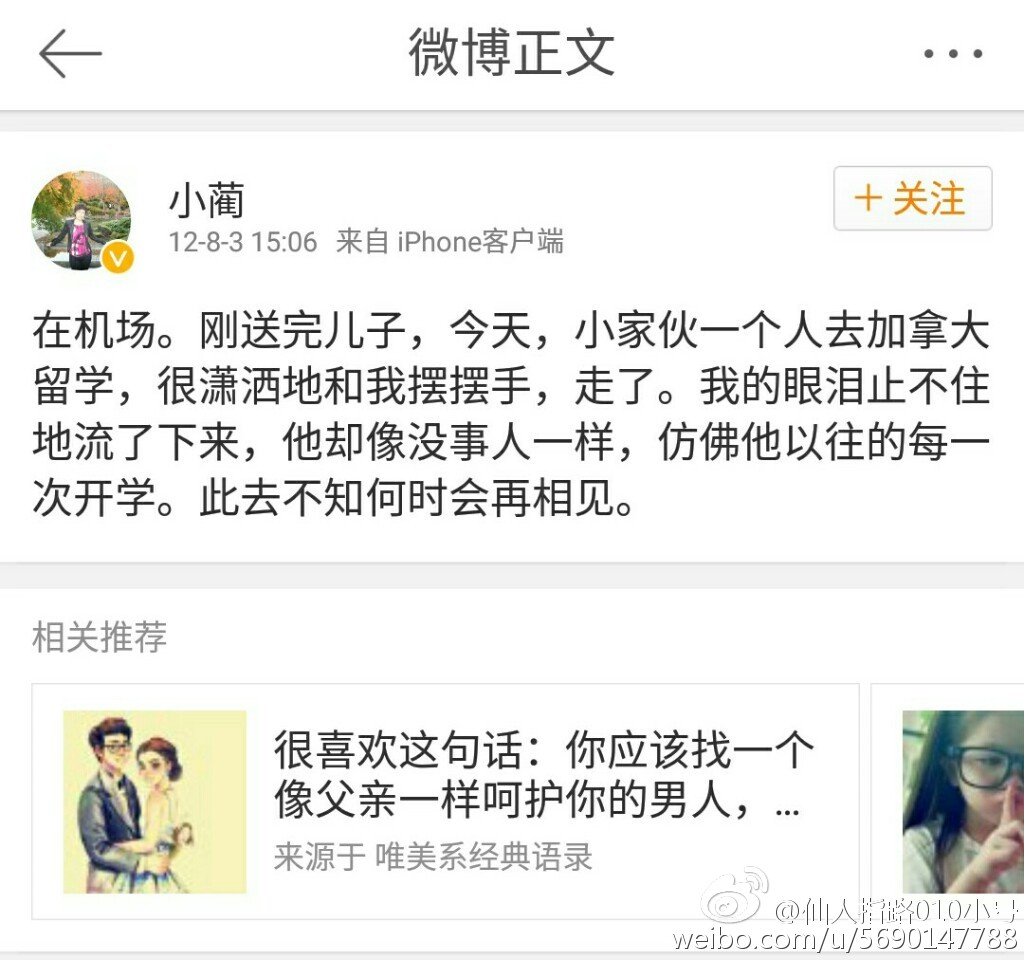 微博正文
小蔺
12-8-3 15:06 来自 iPhone客户端
+ 关注
在机场。刚送完儿子，今天，小家伙一个人去加拿大
留学，很潇洒地和我摆摆手，走了。我的眼泪止不住
地流了下来，他却像没事人一样，仿佛他以往的每一
次开学。此去不知何时会再相见。
相关推荐
很喜欢这句话：你应该找一个
像父亲一样呵护你的男人，...
来源于 唯美系经典语录
@仙人指路010小号
weibo.com/u/5690147788